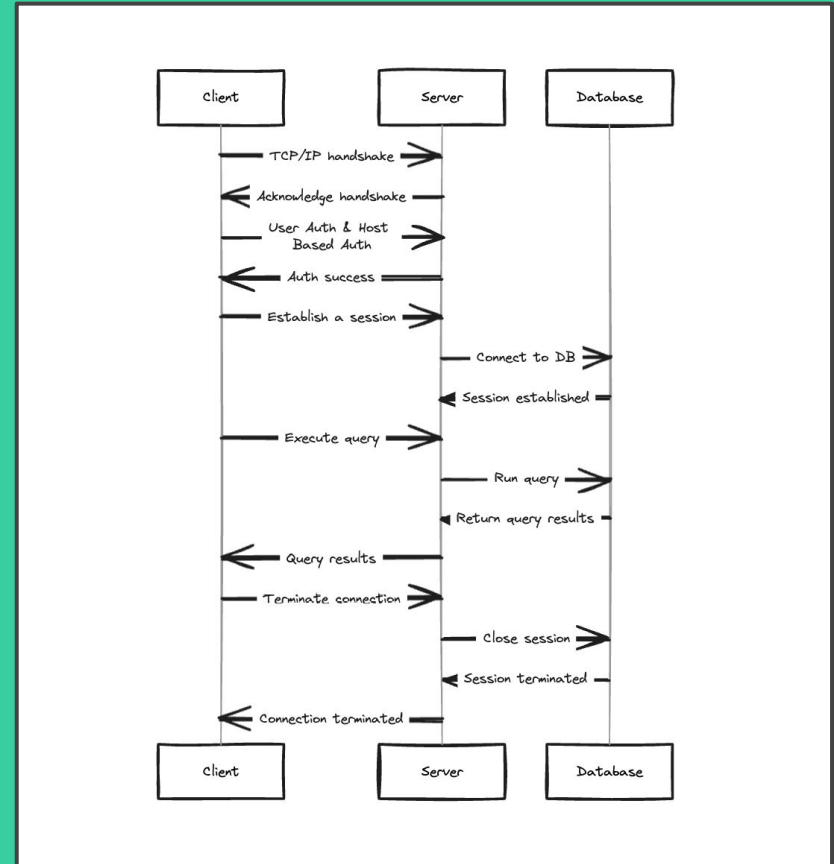 Client
Server
Database
TCP/IP handshake
Acknowledge handshake
User Auth & Host
Based Auth
Auth success
Establish a session
Connect to DB
Session established
Execute query
Run query
Return query results
Query results
Terminate connection
Close session
Session terminated
Connection terminated
Client
Server
Database